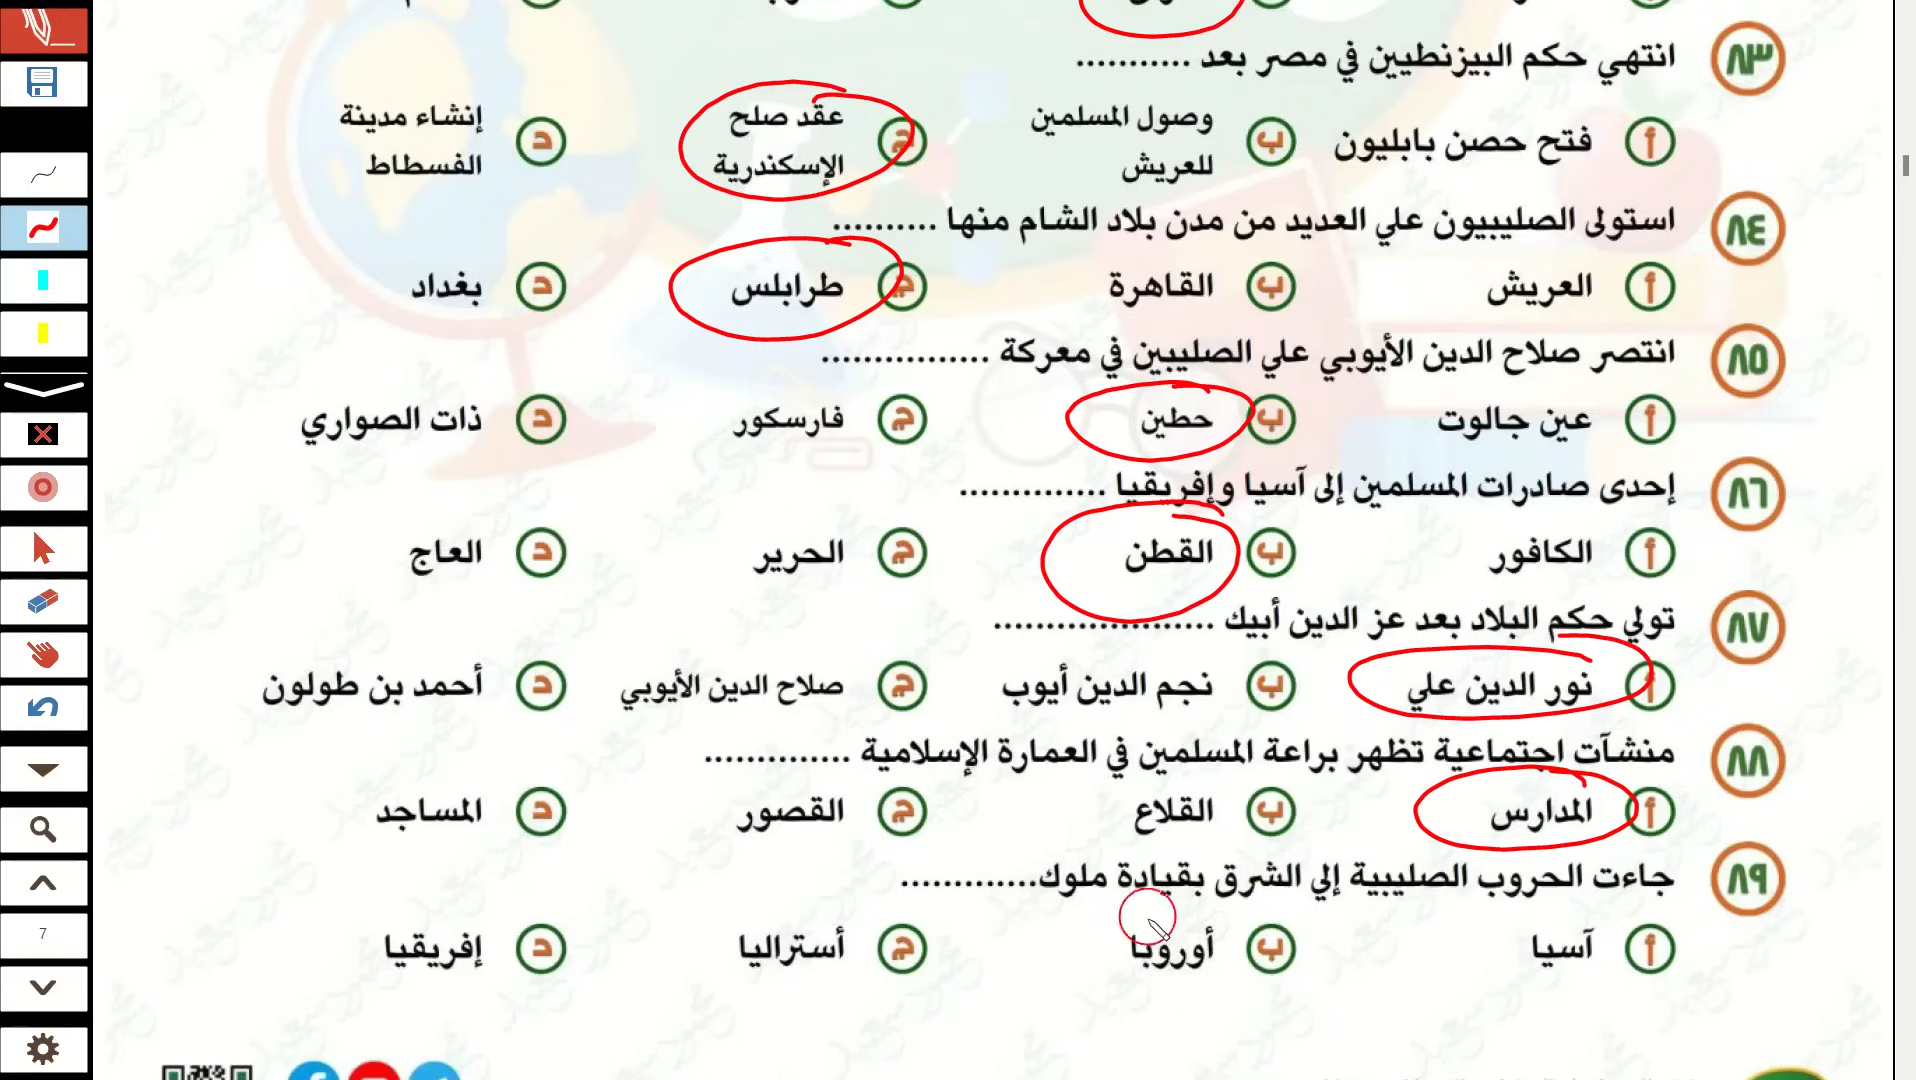 ٨٣ انتهي حكم البيزنطيين في مصر بعد ...........
أ فتح حصن بابليون ب وصول المسلمين للعريش ج عقد صلح الإسكندرية د إنشاء مدينة الفسطاط
٨٤ استولى الصليبيون علي العديد من مدن بلاد الشام منها ..........
أ العريش ب القاهرة ج طرابلس د بغداد
٨٥ انتصر صلاح الدين الأيوبي علي الصليبين في معركة ................
أ عين جالوت ب حطين ج فارسكور د ذات الصواري
٨٦ إحدى صادرات المسلمين إلى آسيا وإفريقيا ..............
أ الكافور ب القطن ج الحرير د العاج
٨٧ تولي حكم البلاد بعد عز الدين أبيك .....................
أ نور الدين علي ب نجم الدين أيوب ج صلاح الدين الأيوبي د أحمد بن طولون
٨٨ منشآت اجتماعية تظهر براعة المسلمين في العمارة الإسلامية ..............
أ المدارس ب القلاع ج القصور د المساجد
٨٩ جاءت الحروب الصليبية إلي الشرق بقيادة ملوك.............
أ آسيا ب أوروبا ج أستراليا د إفريقيا
7